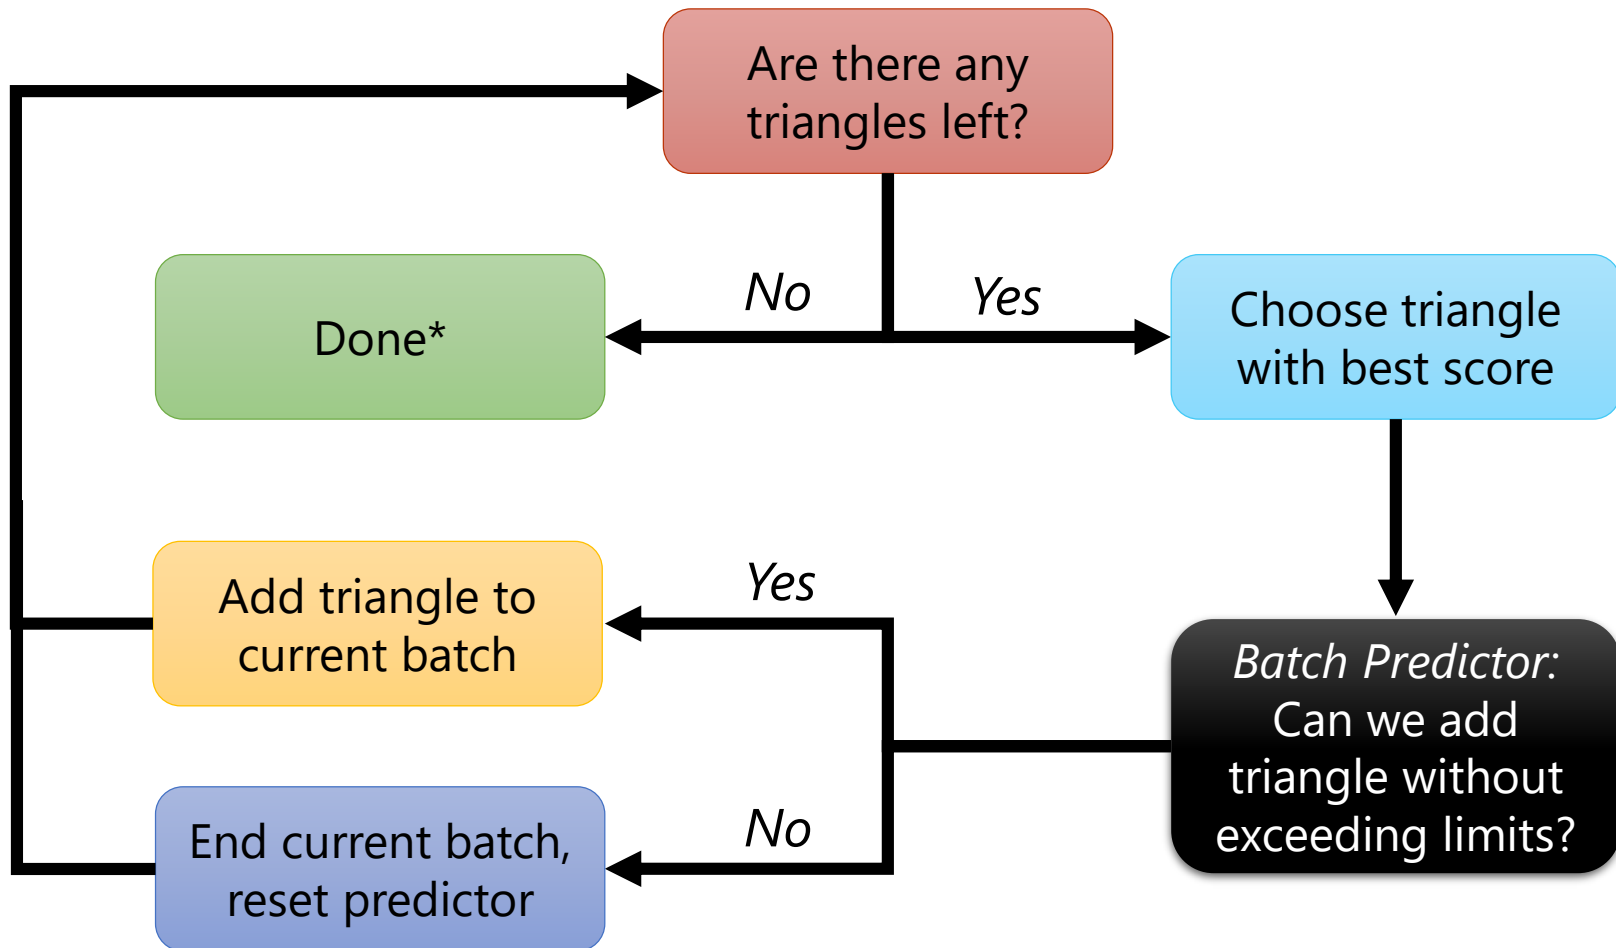 Are there any
triangles left?
No
Yes
Done*
Choose triangle
with best score
Add triangle to
current batch
Yes
Batch Predictor:
Can we add
triangle without
exceeding limits?
End current batch,
reset predictor
No